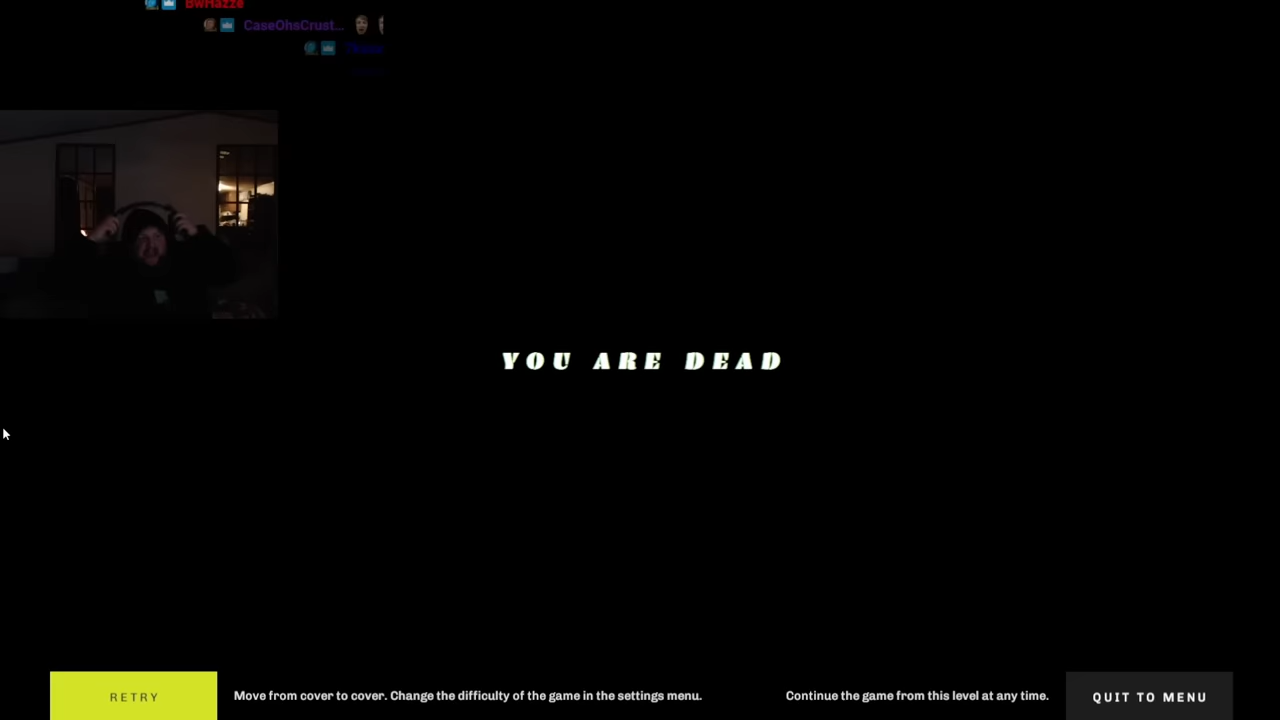 BwHazze
CaseOhsCrust...
YOU ARE DEAD
RETRY
Move from cover to cover. Change the difficulty of the game in the settings menu.
Continue the game from this level at any time.
QUIT TO MENU